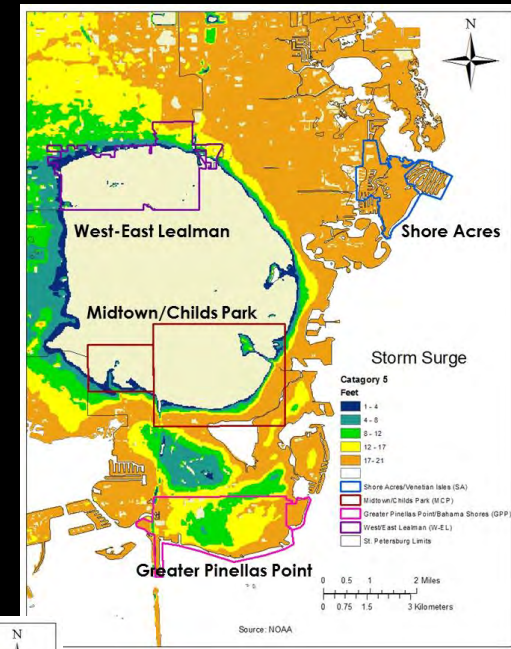 N
West-East Lealman
Shore Acres
Midtown/Childs Park
Storm Surge
Catagory 5
Feet
1 - 4
4 - 8
8 - 12
12 - 17
17 - 21
Shore Acres/Venetian Isles (SA)
Midtown/Childs Park (MCP)
Greater Pinellas Point/Bahama Shores (GPP)
West/East Lealman (W-EL)
St. Petersburg Limits
Greater Pinellas Point
0 0.5 1 2 Miles
0 0.75 1.5 3 Kilometers
Source: NOAA
N